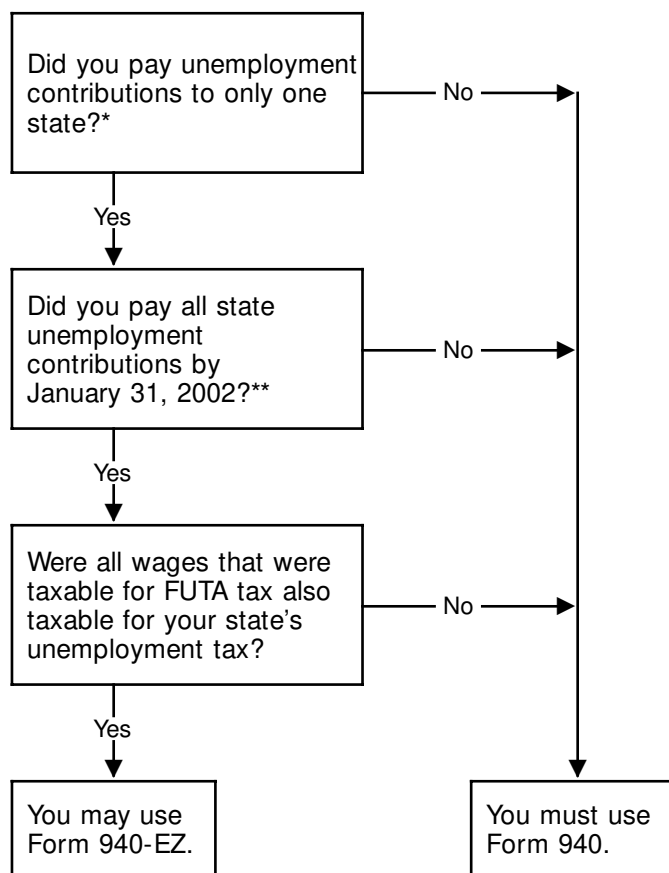 Did you pay unemployment
contributions to only one
state?*
No
Yes
Did you pay all state
unemployment
contributions by
January 31, 2002?**
No
Yes
Were all wages that were
taxable for FUTA tax also
taxable for your state's
unemployment tax?
No
Yes
You may use
Form 940-EZ.
You must use
Form 940.